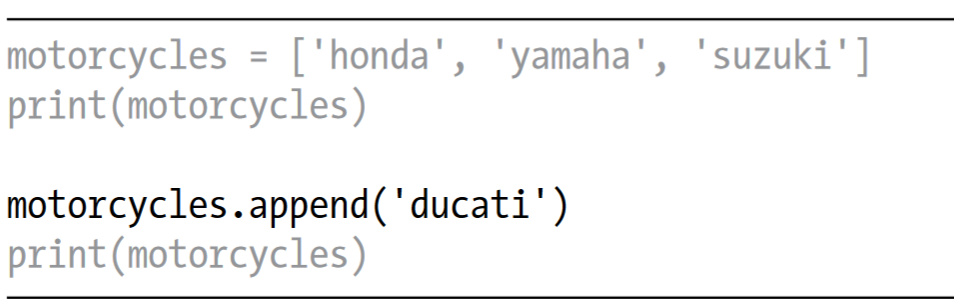 motorcycles = ['honda', 'yamaha', 'suzuki']
print(motorcycles)
motorcycles.append('ducati')
print(motorcycles)